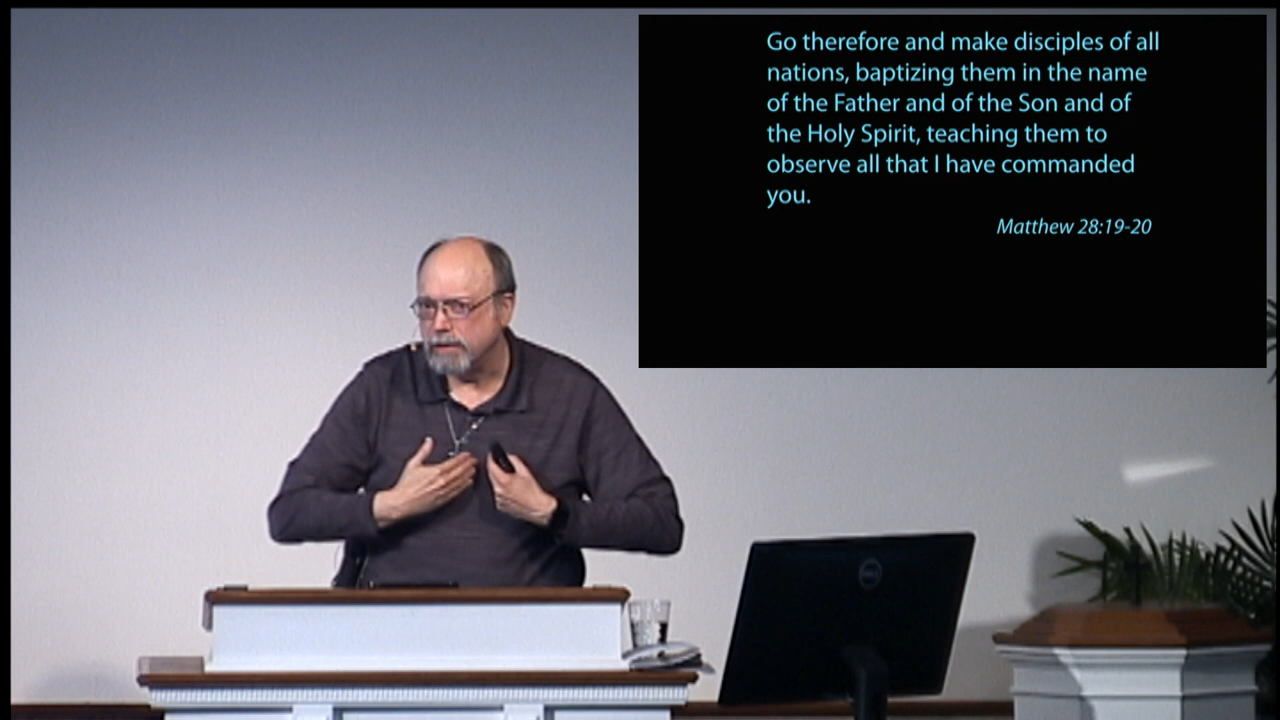 Go therefore and make disciples of all
nations, baptizing them in the name
of the Father and of the Son and of
the Holy Spirit, teaching them to
observe all that I have commanded
you.
Matthew 28:19-20
DELL